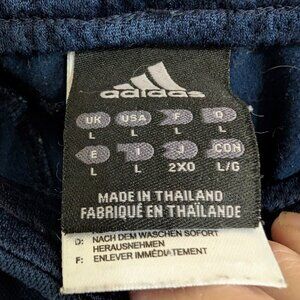 adidas
UK USA F D
L L L L
E I J CDN
L L 2XO L/G
MADE IN THAILAND
FABRIQUÉ EN THAÏLANDE
D: NACH DEM WASCHEN SOFORT
HERAUSNEHMEN
F: ENLEVER IMMÉDIATEMENT